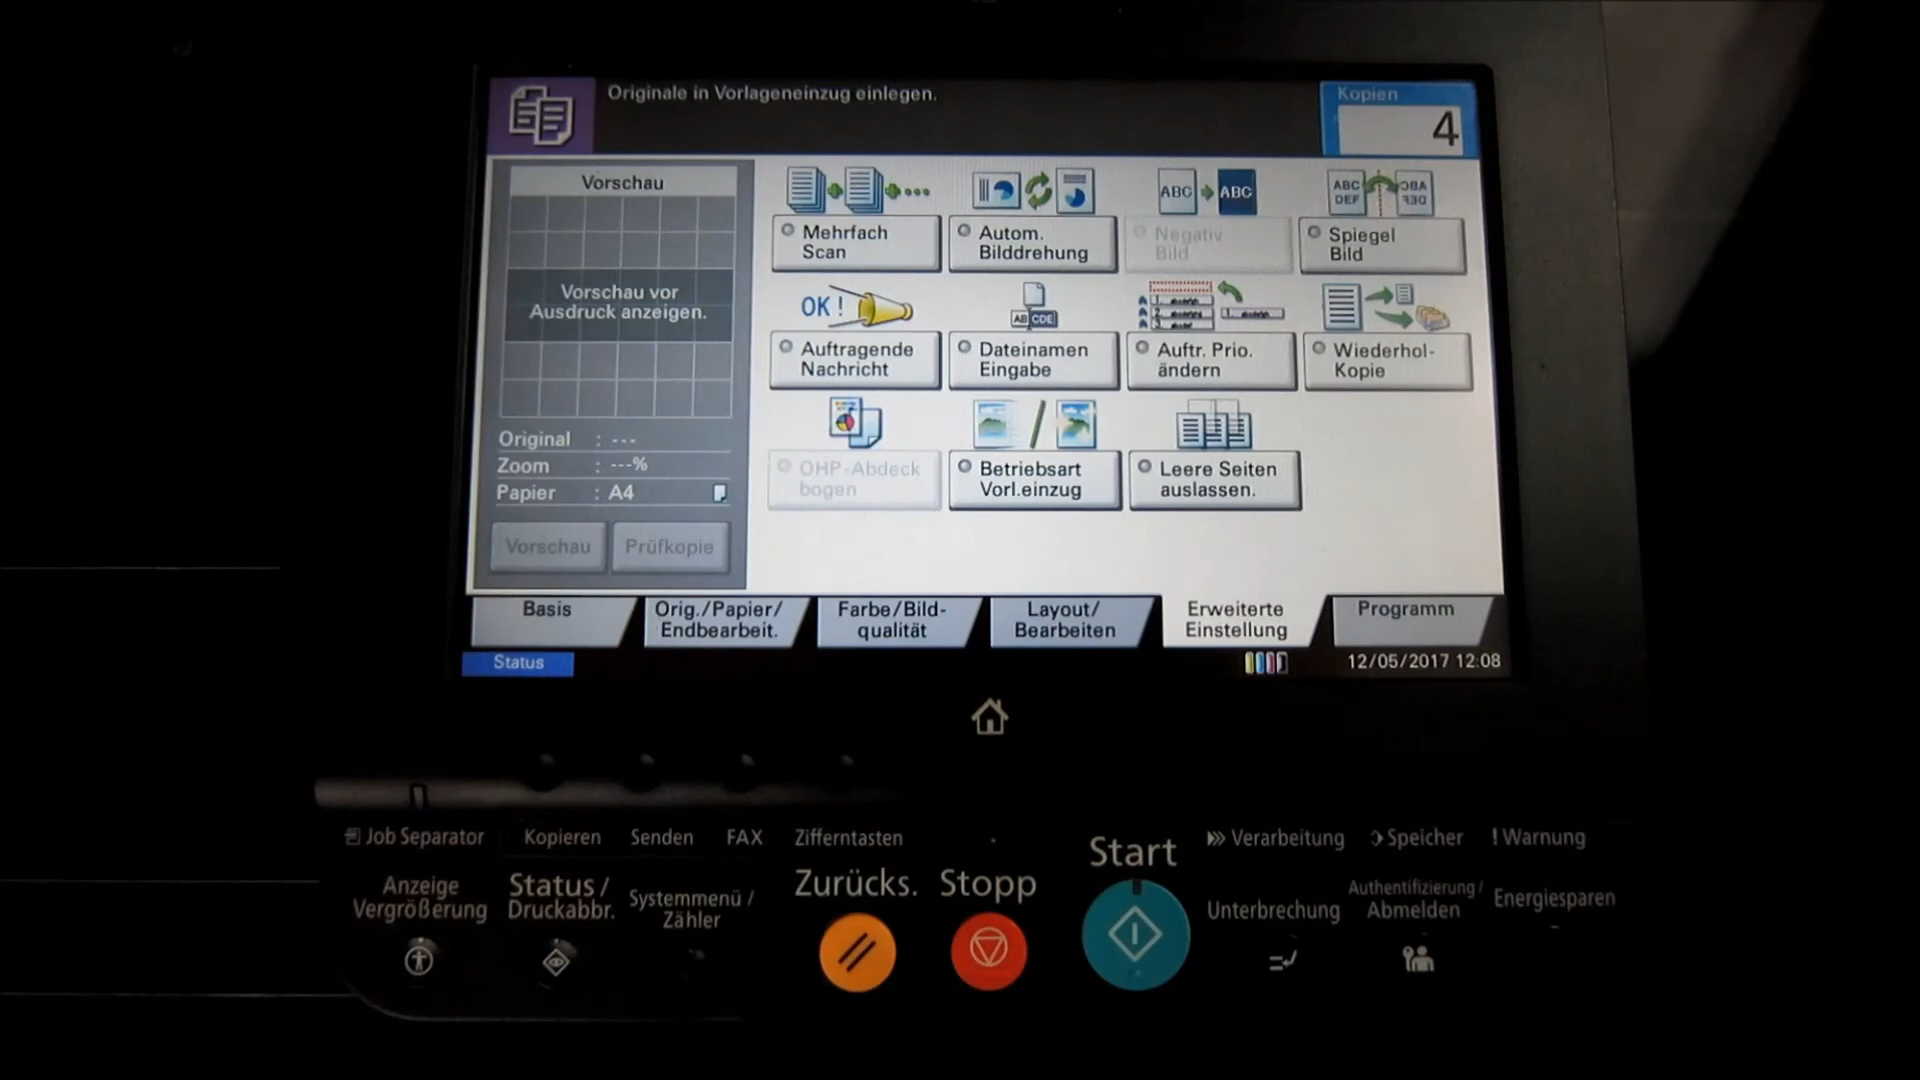 Originale in Vorlageneinzug einlegen.
Kopien
4
Vorschau
Vorschau vor
Ausdruck anzeigen.
Original : ---
Zoom : ---%
Papier : A4
Vorschau
Prüfkopie
Mehrfach
Scan
Autom.
Bilddrehung
ABC
ABC
Negativ
Bild
ABC
DEF
Spiegel
Bild
OK !
Auftragende
Nachricht
AB CDE
Dateinamen
Eingabe
Auftr. Prio.
ändern
Wiederhol-
Kopie
OHP-Abdeck
bogen
Betriebsart
Vorl.einzug
Leere Seiten
auslassen.
Basis
Orig./Papier/
Endbearbeit.
Farbe/Bild-
qualität
Layout/
Bearbeiten
Erweiterte
Einstellung
Programm
Status
12/05/2017 12:08
Job Separator
Kopieren
Senden
FAX
Zifferntasten
Verarbeitung
Speicher
! Warnung
Anzeige
Vergrößerung
Status /
Druckabbr.
Systemmenü /
Zähler
Zurücks.
Stopp
Start
Unterbrechung
Authentifizierung /
Abmelden
Energiesparen